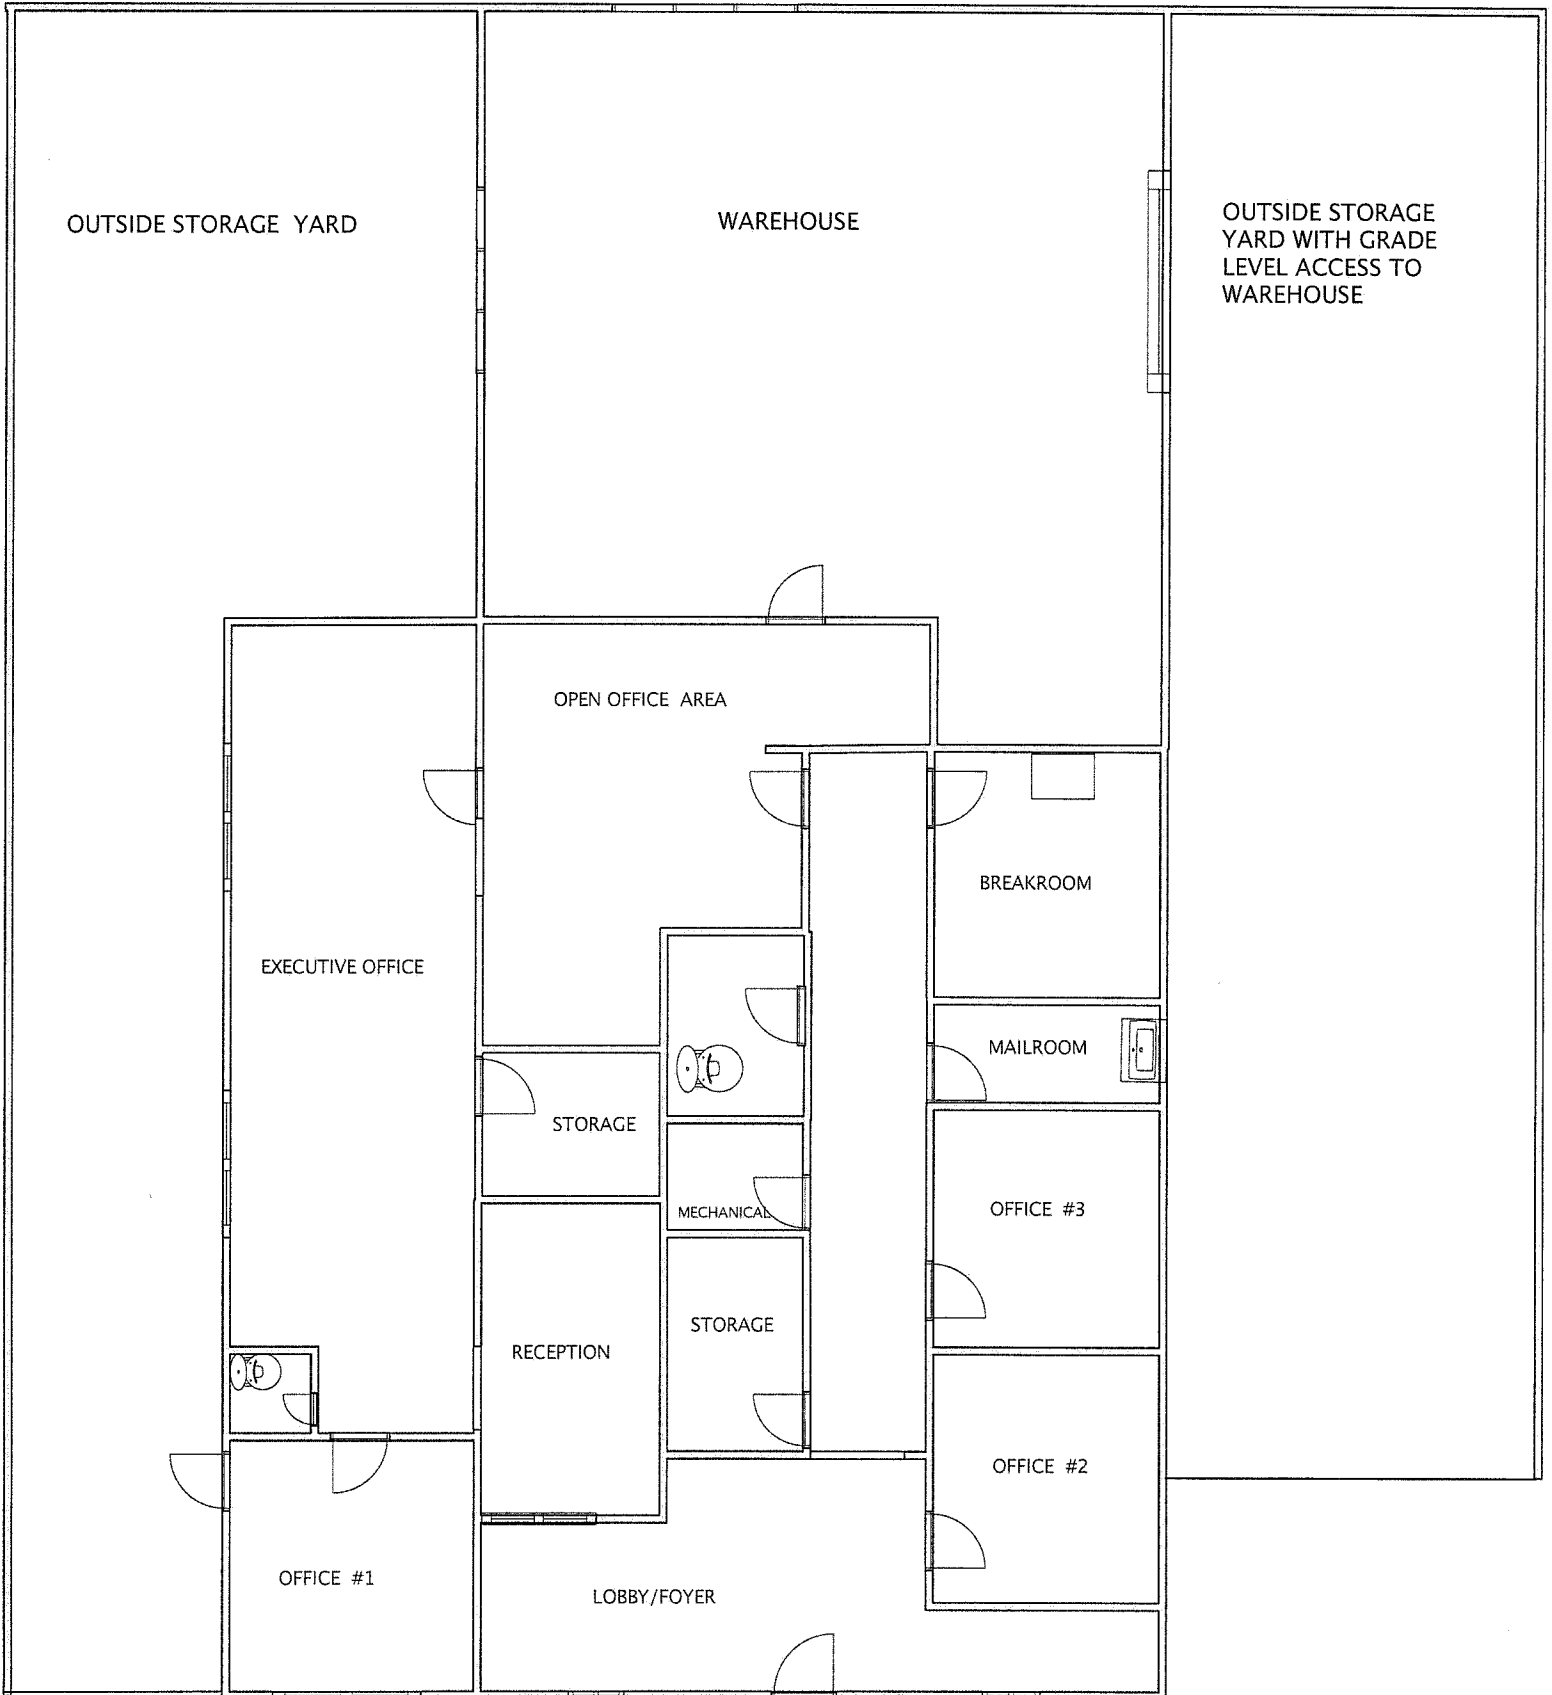 OUTSIDE STORAGE YARD
WAREHOUSE
OUTSIDE STORAGE
YARD WITH GRADE
LEVEL ACCESS TO
WAREHOUSE
OPEN OFFICE AREA
BREAKROOM
EXECUTIVE OFFICE
MAILROOM
STORAGE
MECHANICAL
OFFICE #3
STORAGE
RECEPTION
OFFICE #2
OFFICE #1
LOBBY/FOYER